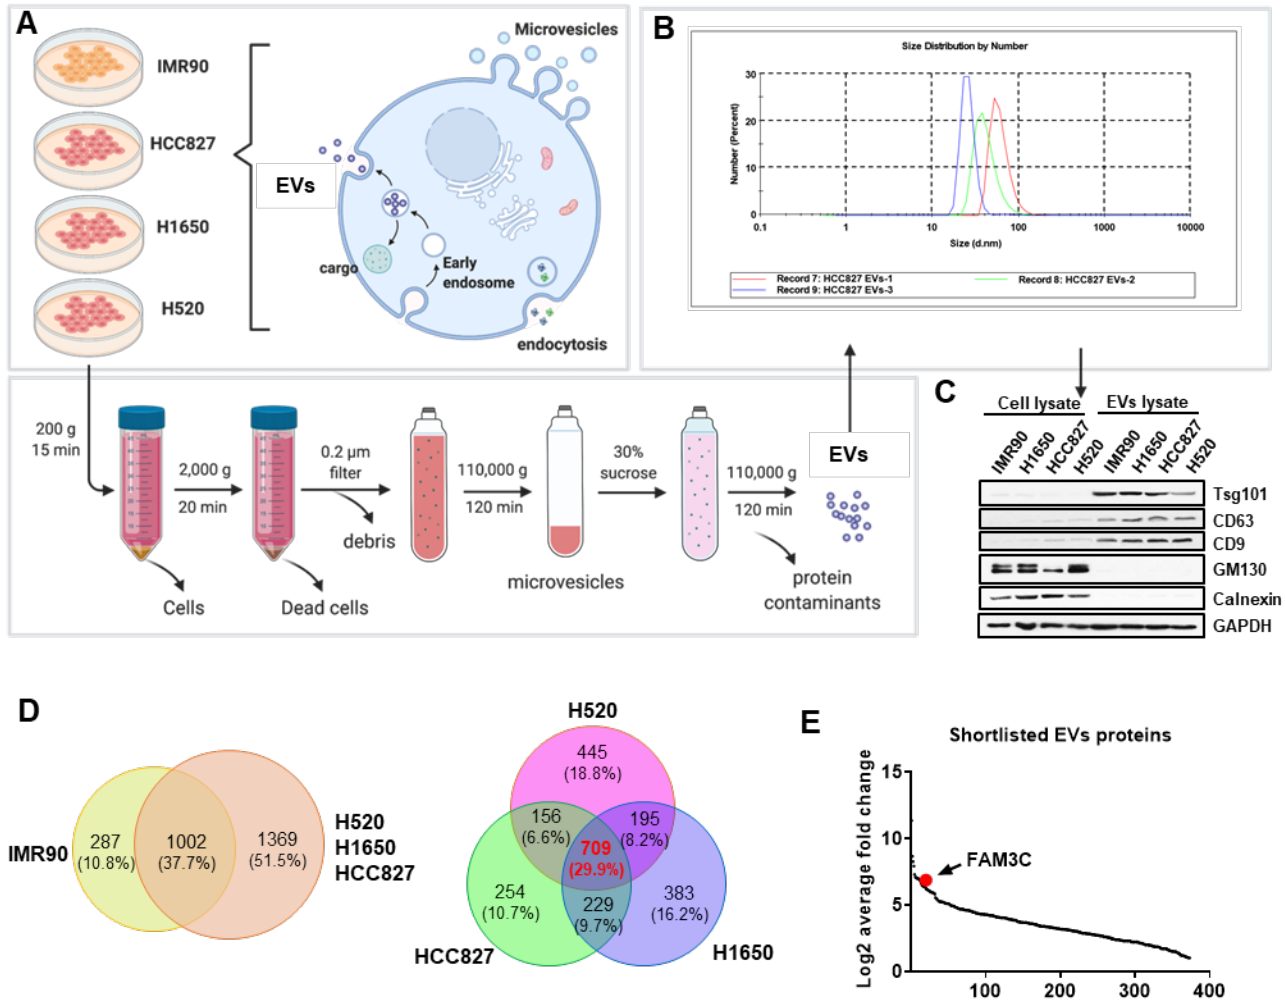 A
IMR90
HCC827
H1650
H520
EVs
Microvesicles
cargo
Early
endosome
endocytosis
B
Size Distribution by Number
Number (Percent)
30
20
10
0
0.1
1
10
100
1000
10000
Size (d.nm)
Record 7: HCC827 EVs-1
Record 8: HCC827 EVs-2
Record 9: HCC827 EVs-3
200 g
15 min
2,000 g
20 min
0.2 µm
filter
110,000 g
120 min
30%
sucrose
110,000 g
120 min
EVs
Cells
Dead cells
debris
microvesicles
protein
contaminants
C
Cell lysate
EVs lysate
IMR90
H1650
HCC827
H520
IMR90
H1650
HCC827
H520
Tsg101
CD63
CD9
GM130
Calnexin
GAPDH
D
IMR90
287
(10.8%)
1002
(37.7%)
1369
(51.5%)
H520
H1650
HCC827
H520
445
(18.8%)
156
(6.6%)
195
(8.2%)
709
(29.9%)
254
(10.7%)
229
(9.7%)
383
(16.2%)
HCC827
H1650
E
Shortlisted EVs proteins
Log2 average fold change
15
10
5
0
FAM3C
100
200
300
400